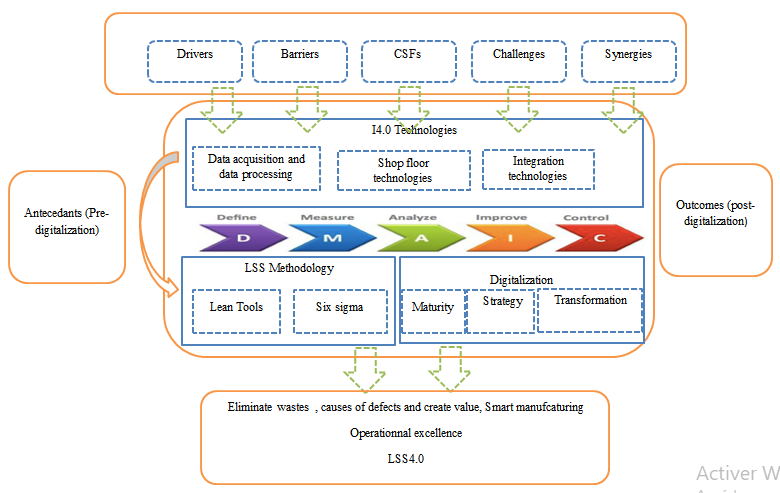 Drivers
Barriers
CSFs
Challenges
Synergies
I4.0 Technologies
Data acquisition and
data processing
Shop floor
technologies
Integration
technologies
Antecedants (Pre-
digitalization)
Outcomes (post-
digitalization)
Define
Measure
Analyze
Improve
Control
D
M
A
I
C
LSS Methodology
Lean Tools
Six sigma
Digitalization
Maturity
Strategy
Transformation
Eliminate wastes , causes of defects and create value, Smart manufcaturing
Operationnal excellence
LSS4.0
Activer W